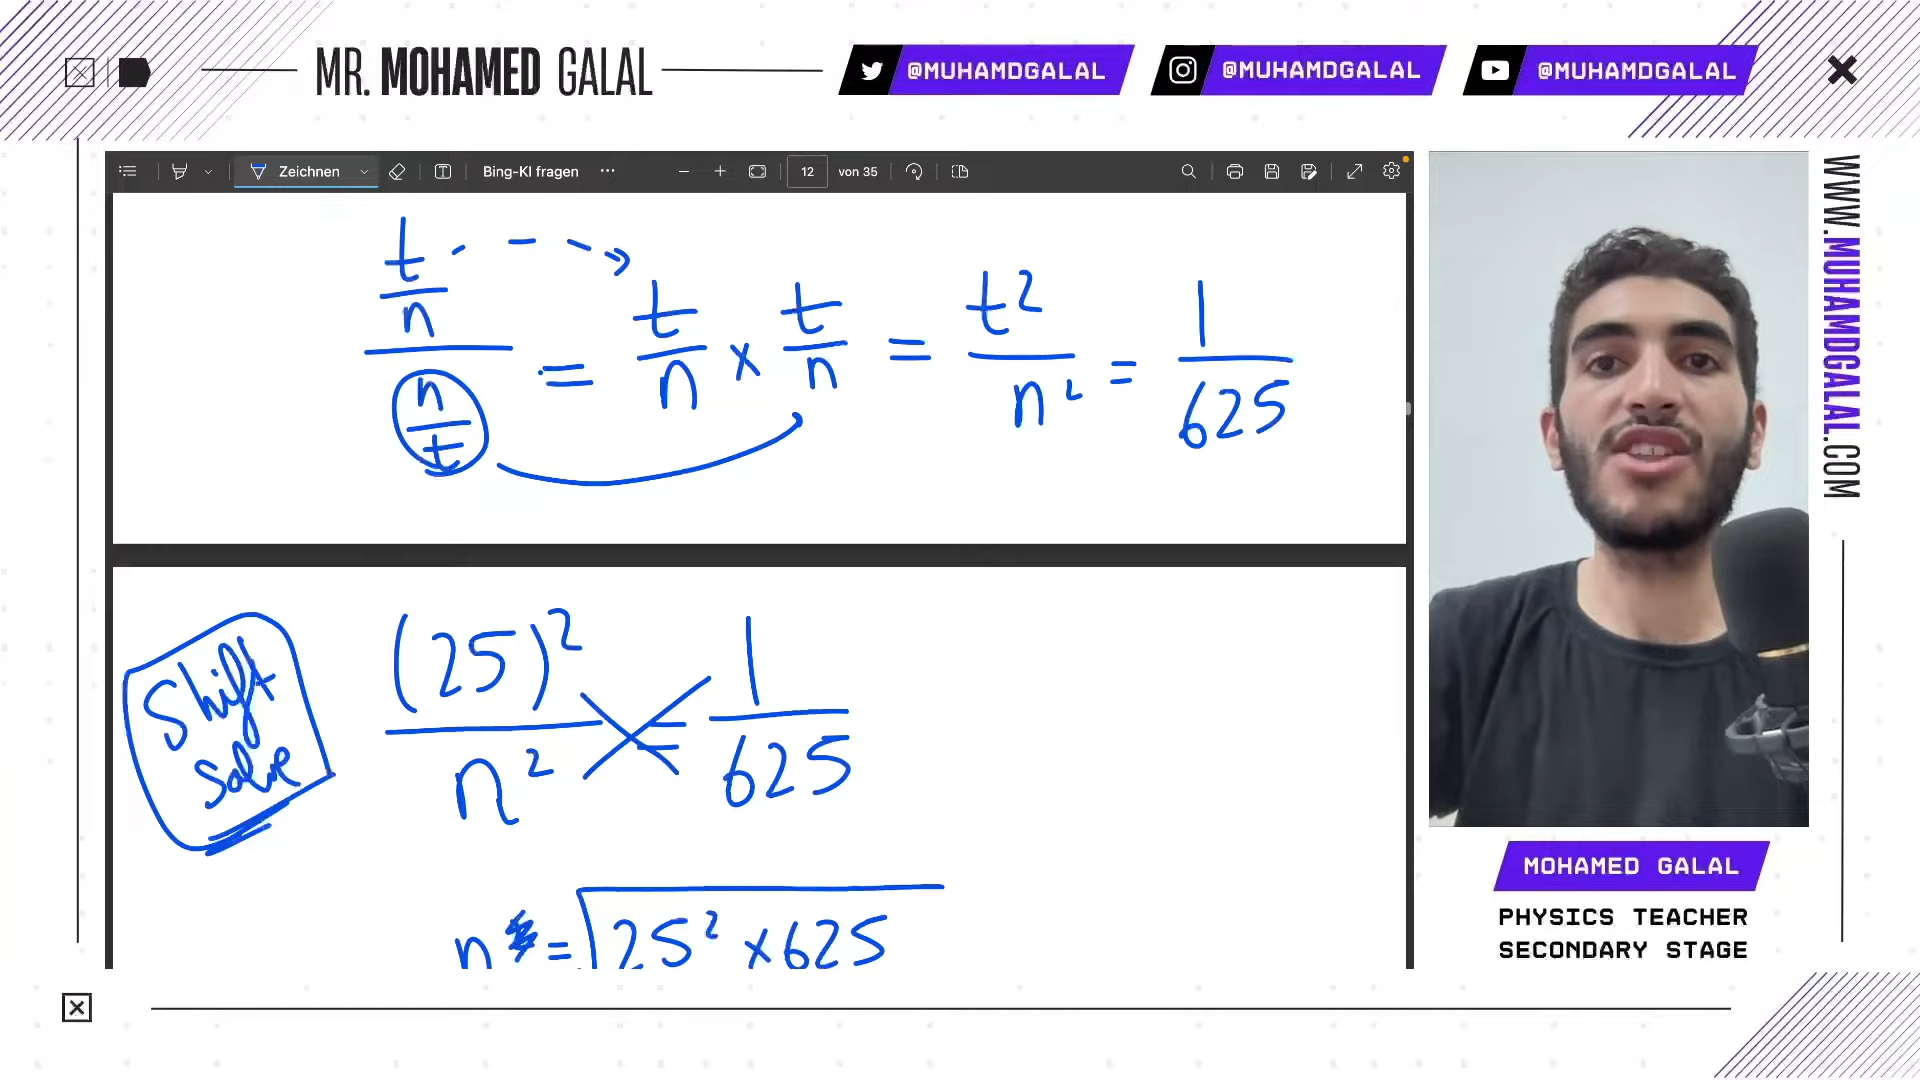 MR. MOHAMED GALAL
@MUHAMDGALAL
@MUHAMDGALAL
@MUHAMDGALAL
Zeichnen
Bing-KI fragen
12 von 35
t/n / n/t = t/n × t/n = t²/n² = 1/625
Shift
Solve
(25)²/n² = 1/625
n = √25² × 625
WWW.MUHAMDGALAL.COM
MOHAMED GALAL
PHYSICS TEACHER
SECONDARY STAGE